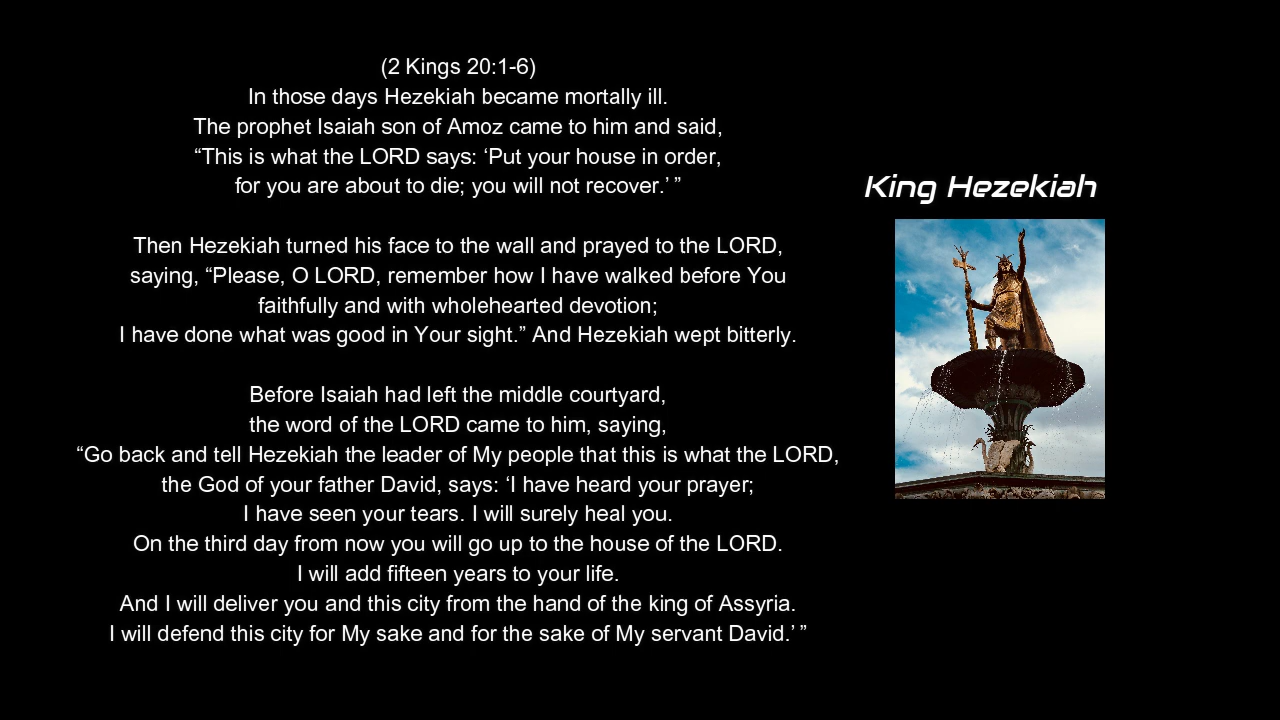 (2 Kings 20:1-6)
In those days Hezekiah became mortally ill.
The prophet Isaiah son of Amoz came to him and said,
“This is what the LORD says: ‘Put your house in order,
for you are about to die; you will not recover.’ ”
Then Hezekiah turned his face to the wall and prayed to the LORD,
saying, “Please, O LORD, remember how I have walked before You
faithfully and with wholehearted devotion;
I have done what was good in Your sight.” And Hezekiah wept bitterly.
Before Isaiah had left the middle courtyard,
the word of the LORD came to him, saying,
“Go back and tell Hezekiah the leader of My people that this is what the LORD,
the God of your father David, says: ‘I have heard your prayer;
I have seen your tears. I will surely heal you.
On the third day from now you will go up to the house of the LORD.
I will add fifteen years to your life.
And I will deliver you and this city from the hand of the king of Assyria.
I will defend this city for My sake and for the sake of My servant David.’ ”
King Hezekiah